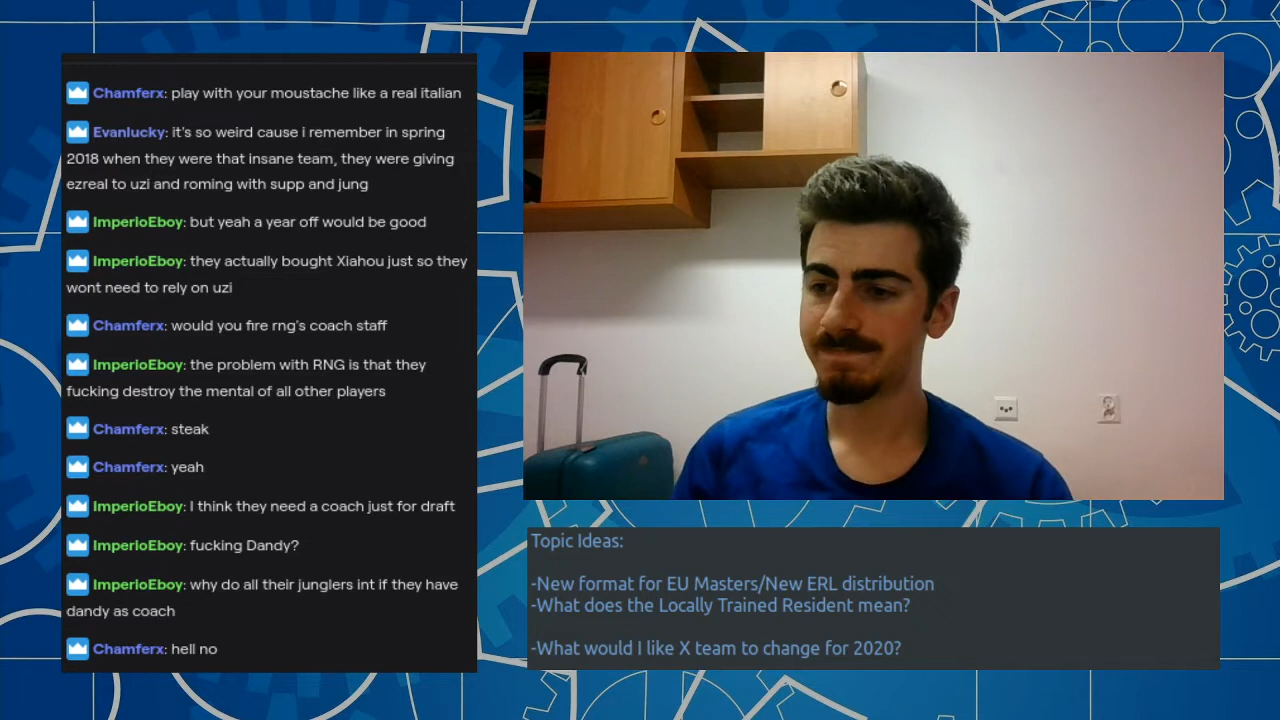 Chamferx: play with your moustache like a real italian
Evanlucky: it's so weird cause i remember in spring
2018 when they were that insane team, they were giving
ezreal to uzi and roming with supp and jung
ImperioEboy: but yeah a year off would be good
ImperioEboy: they actually bought Xiahou just so they
wont need to rely on uzi
Chamferx: would you fire rng's coach staff
ImperioEboy: the problem with RNG is that they
fucking destroy the mental of all other players
Chamferx: steak
Chamferx: yeah
ImperioEboy: I think they need a coach just for draft
ImperioEboy: fucking Dandy?
ImperioEboy: why do all their junglers int if they have
dandy as coach
Chamferx: hell no
Topic Ideas:
-New format for EU Masters/New ERL distribution
-What does the Locally Trained Resident mean?
-What would I like X team to change for 2020?